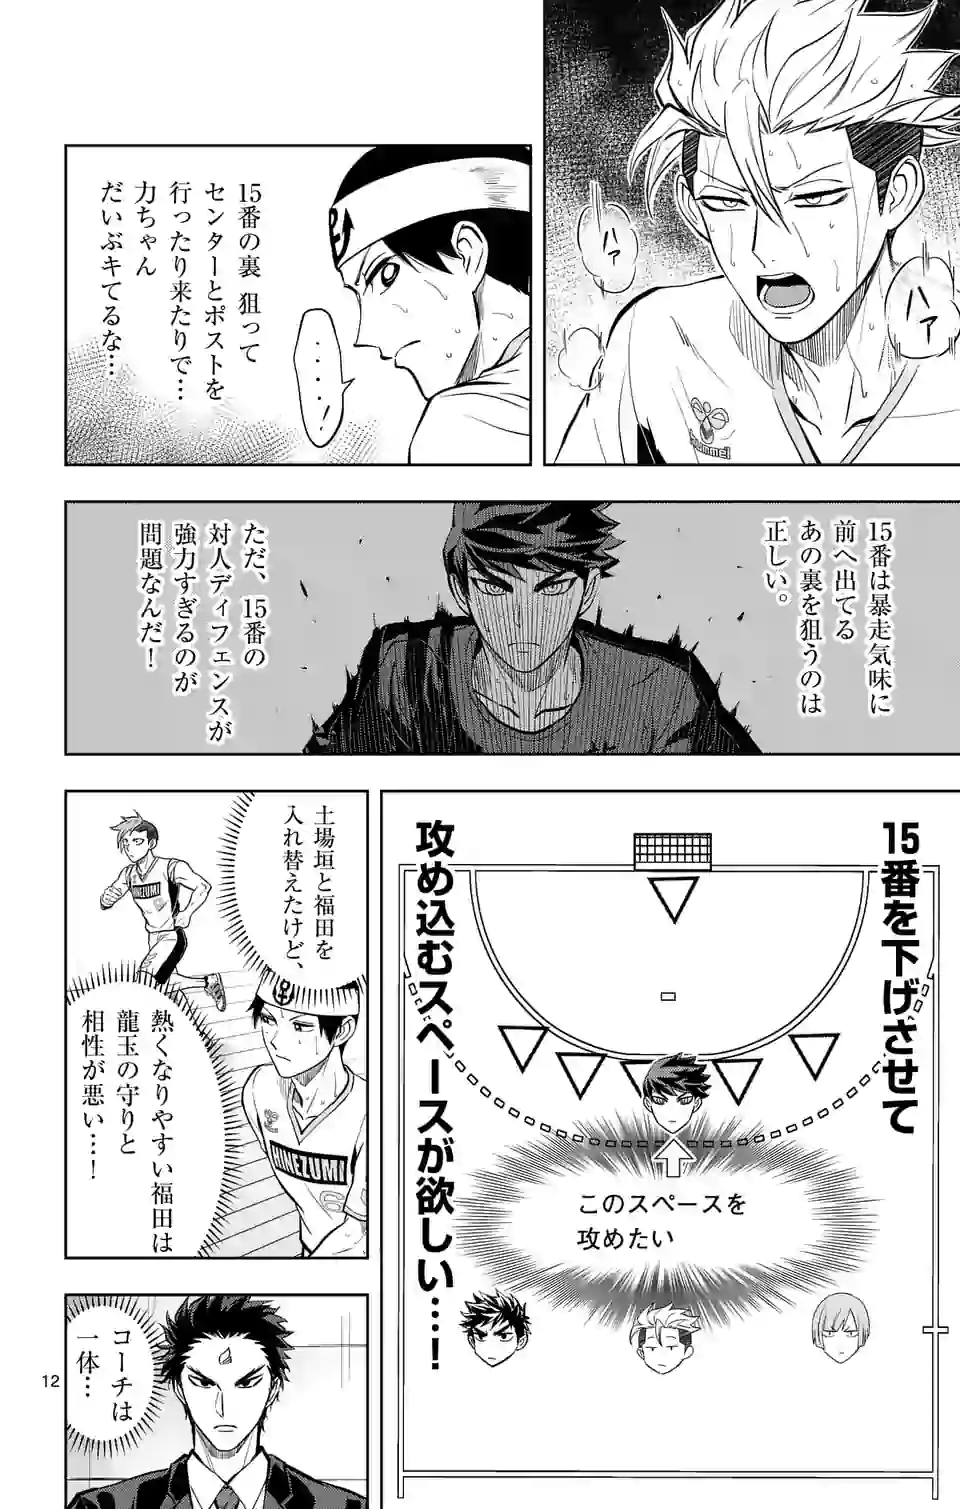 ハァ
ハァ
hummel
15番の裏 狙って
センターとポストを
行ったり来たりで…
力ちゃん
だいぶキてるな…
・・・・！
15番は暴走気味に
前へ出てる
あの裏を狙うのは
正しい。
ただ、15番の
対人ディフェンスが
強力すぎるのが
問題なんだ！
15番を下げさせて
攻め込むスペースが欲しい…！
このスペースを
攻めたい
土場垣と福田を
入れ替えたけど、
HINEZUMI
熱くなりやすい福田は
龍玉の守りと
相性が悪い…！
HINEZUMI
コーチは
一体…
12